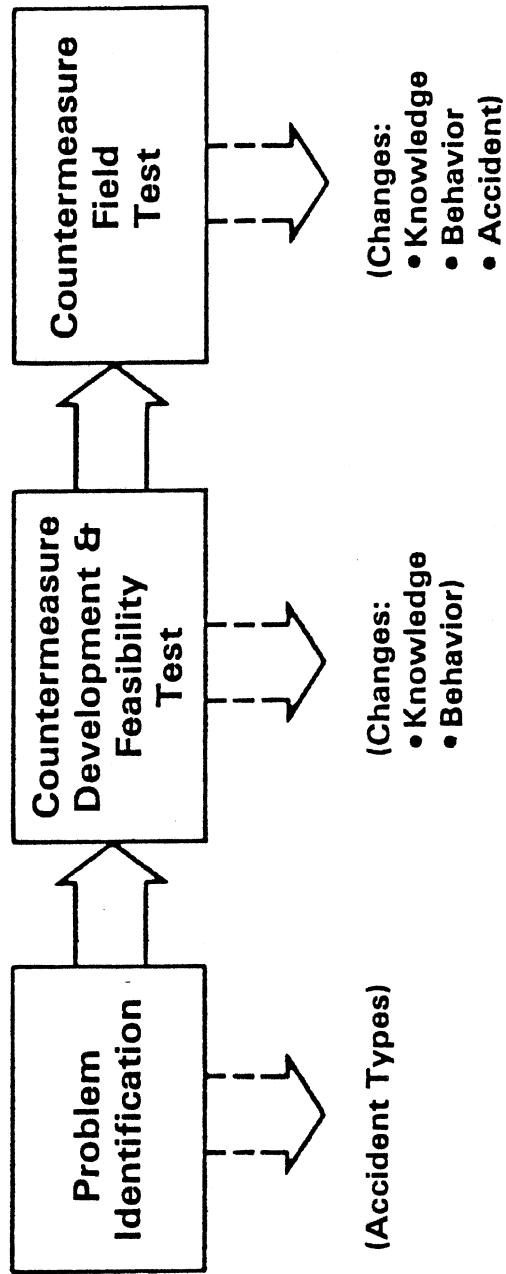 Problem
Identification
(Accident Types)
Countermeasure
Development &
Feasibility
Test
(Changes:
• Knowledge
• Behavior)
Countermeasure
Field
Test
(Changes:
• Knowledge
• Behavior
• Accident)